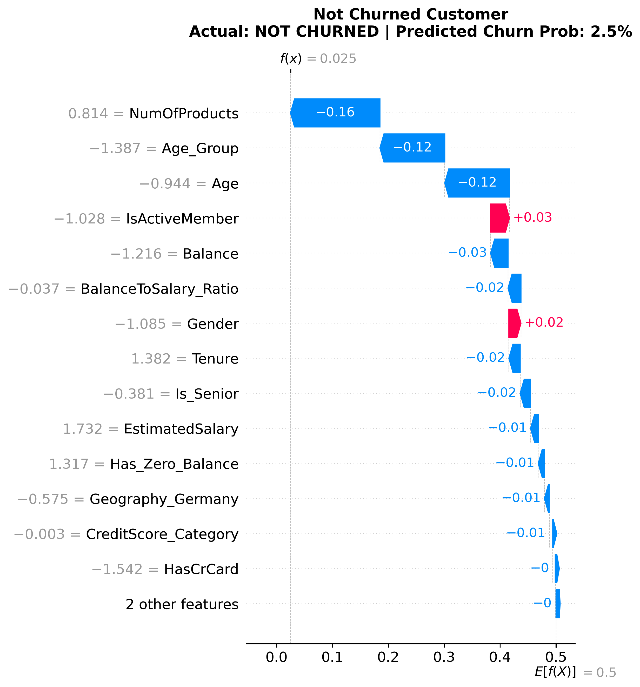 Not Churned Customer
Actual: NOT CHURNED | Predicted Churn Prob: 2.5%
f(x) = 0.025
0.814 = NumOfProducts −0.16
−1.387 = Age_Group −0.12
−0.944 = Age −0.12
−1.028 = IsActiveMember +0.03
−1.216 = Balance −0.03
−0.037 = BalanceToSalary_Ratio −0.02
−1.085 = Gender +0.02
1.382 = Tenure −0.02
−0.381 = Is_Senior −0.02
1.732 = EstimatedSalary −0.01
1.317 = Has_Zero_Balance −0.01
−0.575 = Geography_Germany −0.01
−0.003 = CreditScore_Category −0.01
−1.542 = HasCrCard −0
2 other features −0
0.0 0.1 0.2 0.3 0.4 0.5
E[f(X)] = 0.5